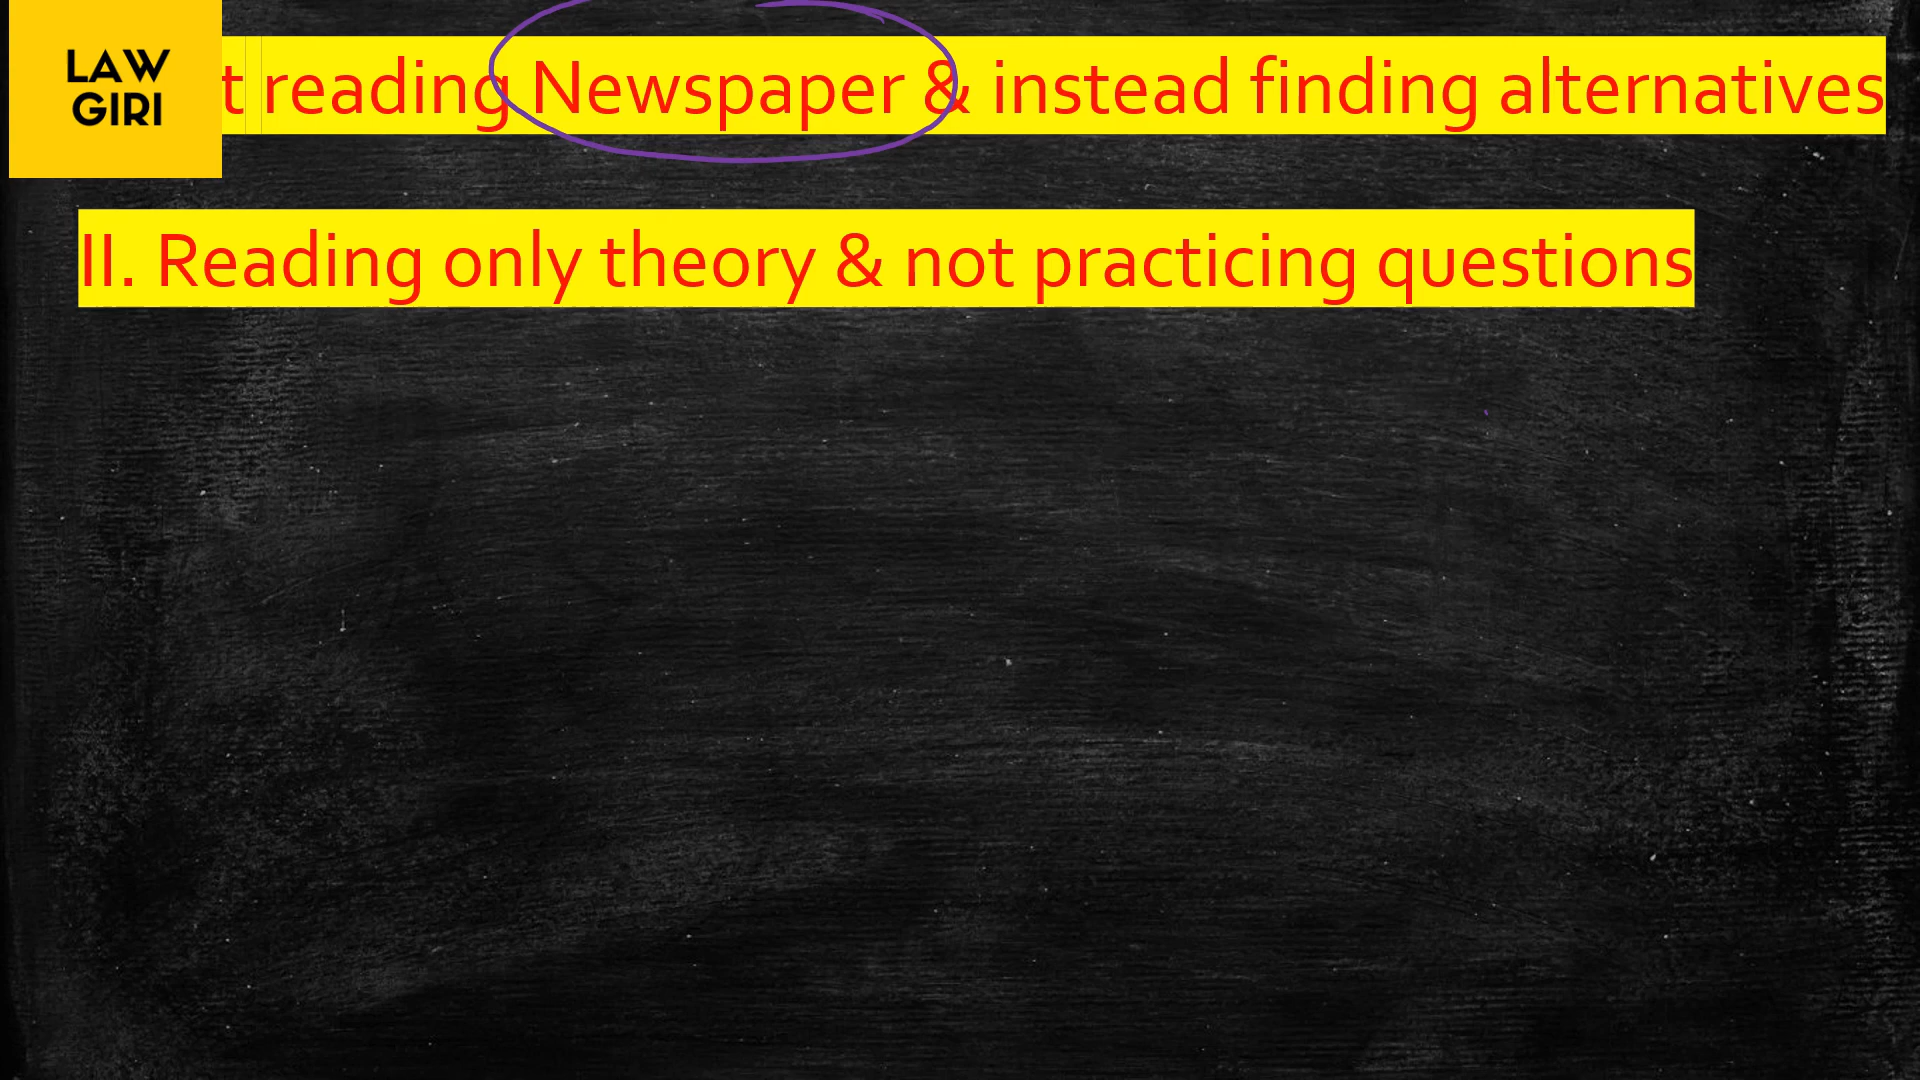 LAW
GIRI
t reading Newspaper & instead finding alternatives
II. Reading only theory & not practicing questions